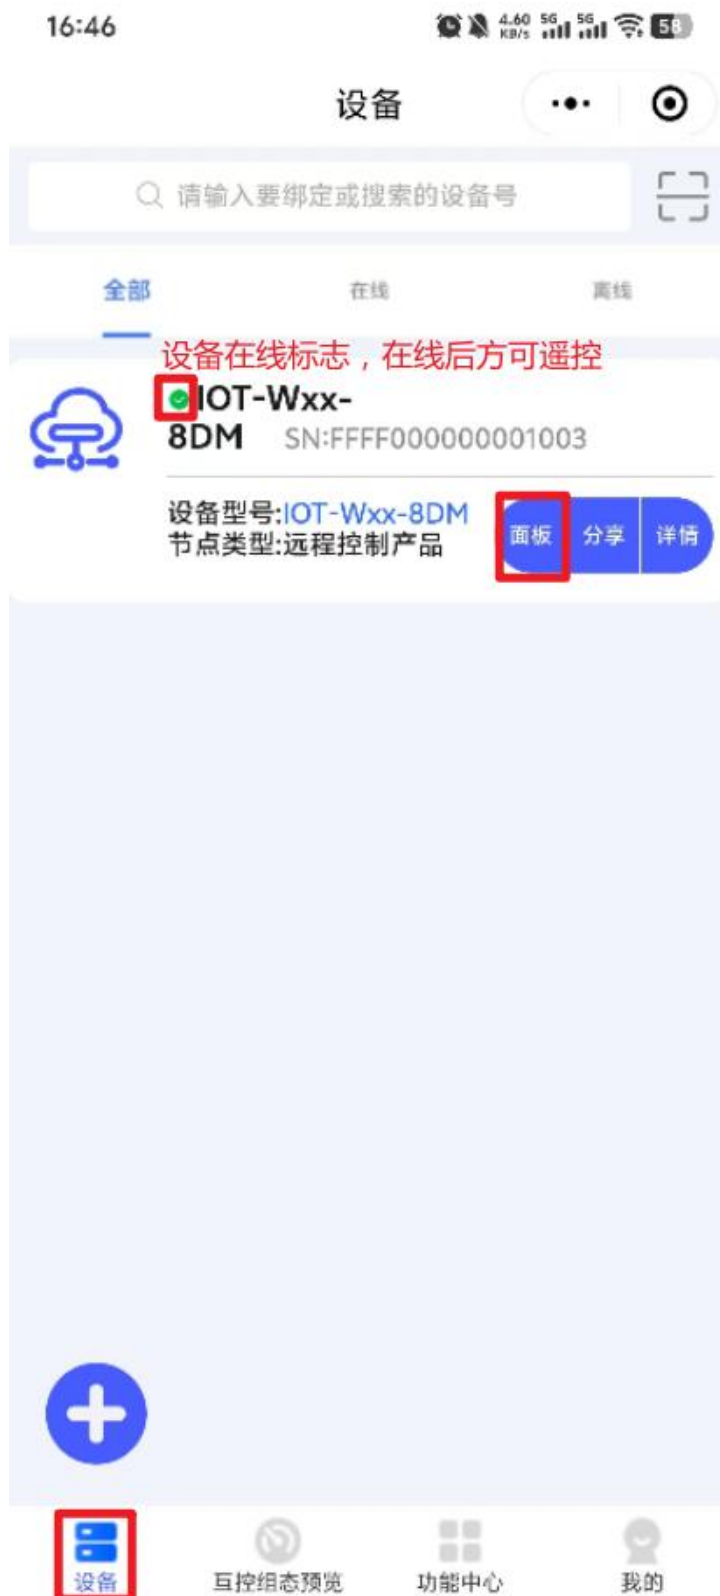 16:46
4.60 KB/s 5G 5G 58
设备
请输入要绑定或搜索的设备号
全部 在线 离线
设备在线标志，在线后方可遥控
IOT-Wxx-
8DM SN:FFFF000000001003
设备型号:IOT-Wxx-8DM
节点类型:远程控制产品
面板 分享 详情
设备 互控组态预览 功能中心 我的